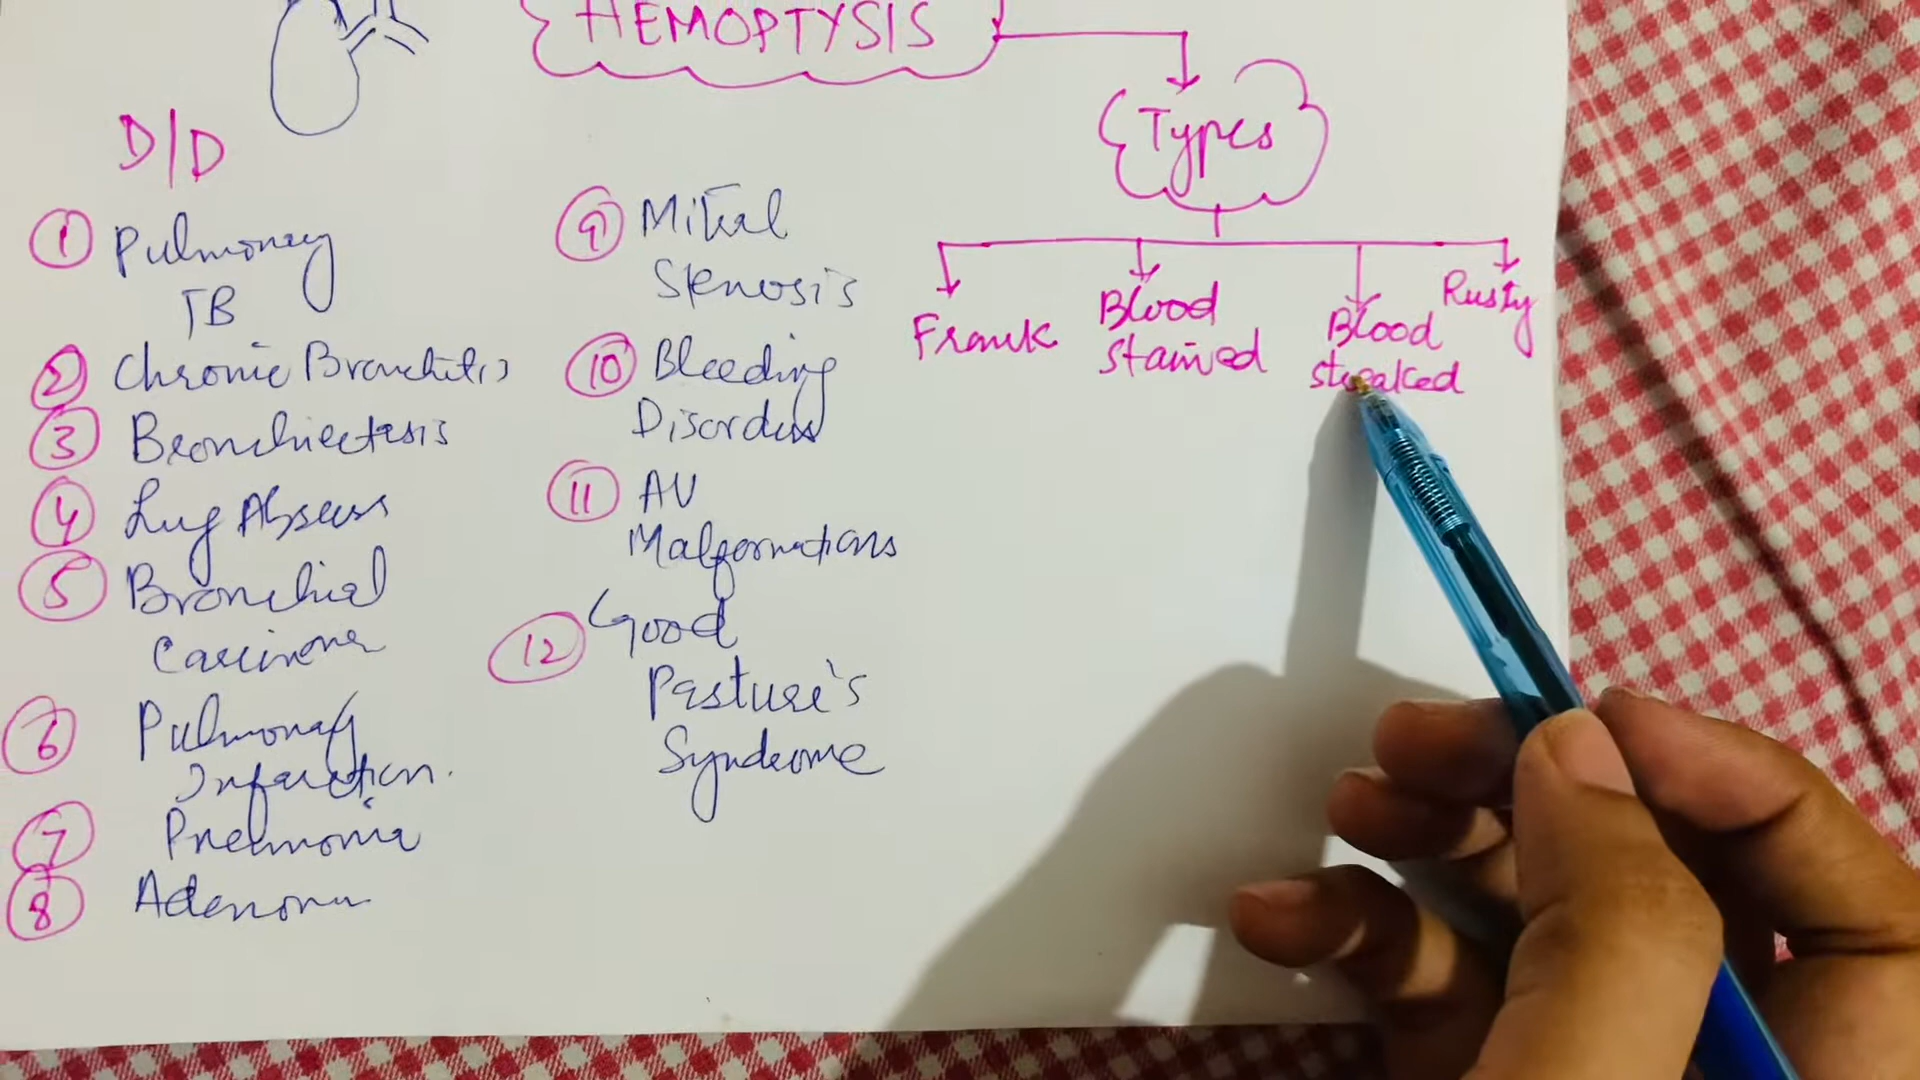 HEMOPTYSIS
Types
Frank
Blood
stained
Blood
streaked
Rusty
D/D
1 Pulmonary
TB
2 Chronic Bronchitis
3 Bronchiectasis
4 Lug Abscess
5 Bronchial
Carcinoma
6 Pulmonary
Infarction.
7 Pneumonia
8 Adenoma
9 Mitral
Stenosis
10 Bleeding
Disorders
11 AV
Malformations
12 Good
Pasture's
Syndrome